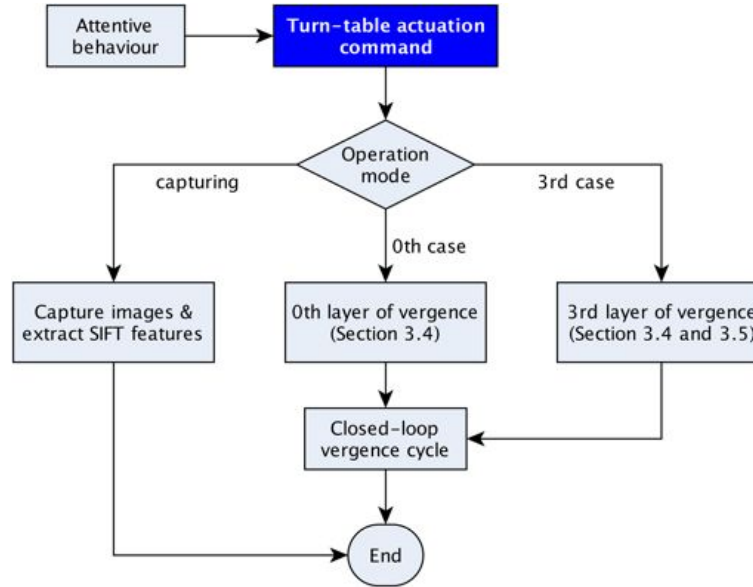 Attentive
behaviour
Turn-table actuation
command
Operation
mode
capturing
3rd case
0th case
Capture images &
extract SIFT features
0th layer of vergence
(Section 3.4)
3rd layer of vergence
(Section 3.4 and 3.5)
Closed-loop
vergence cycle
End